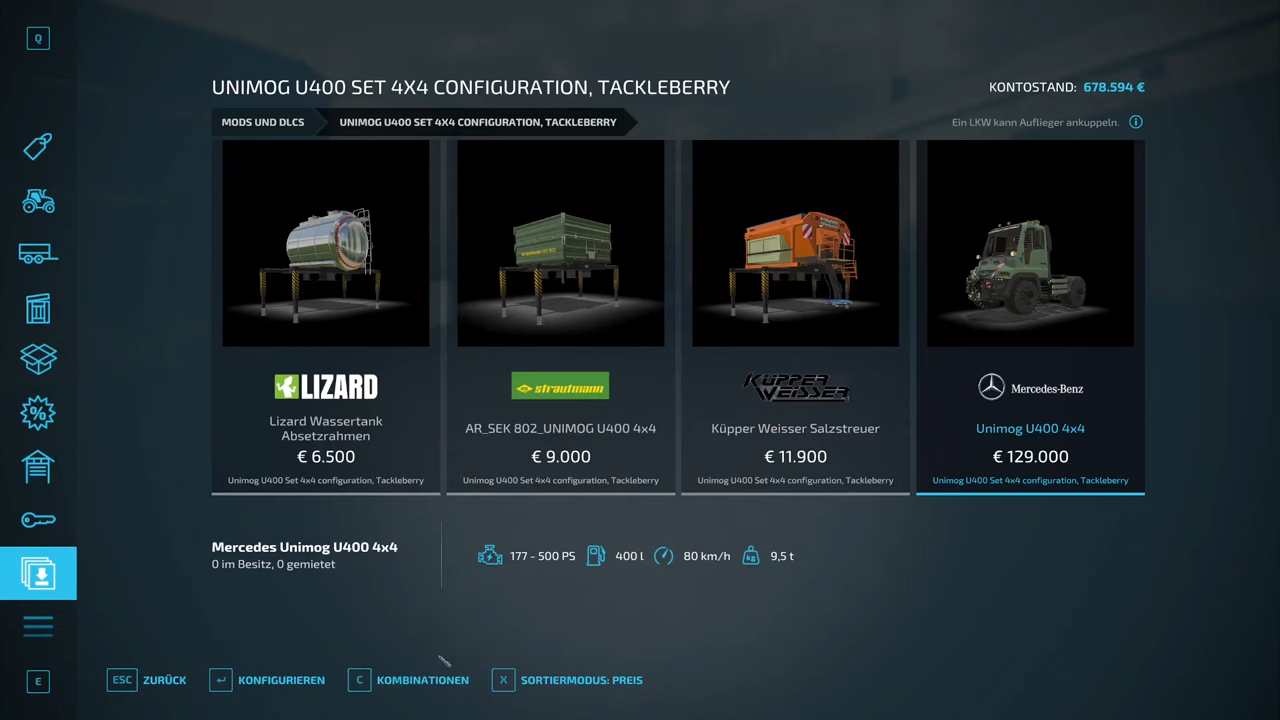 Q
UNIMOG U400 SET 4X4 CONFIGURATION, TACKLEBERRY
KONTOSTAND: 678.594 €
MODS UND DLCS
UNIMOG U400 SET 4X4 CONFIGURATION, TACKLEBERRY
Ein LKW kann Auflieger ankuppeln.
LIZARD
Lizard Wassertank
Absetzrahmen
€ 6.500
Unimog U400 Set 4x4 configuration, Tackleberry
strautmann
AR_SEK 802_UNIMOG U400 4x4
€ 9.000
Unimog U400 Set 4x4 configuration, Tackleberry
KÜPPER
WEISSER
Küpper Weisser Salzstreuer
€ 11.900
Unimog U400 Set 4x4 configuration, Tackleberry
Mercedes-Benz
Unimog U400 4x4
€ 129.000
Unimog U400 Set 4x4 configuration, Tackleberry
Mercedes Unimog U400 4x4
0 im Besitz, 0 gemietet
177 - 500 PS
400 l
80 km/h
kg
9,5 t
E
ESC ZURÜCK
KONFIGURIEREN
C KOMBINATIONEN
X SORTIERMODUS: PREIS